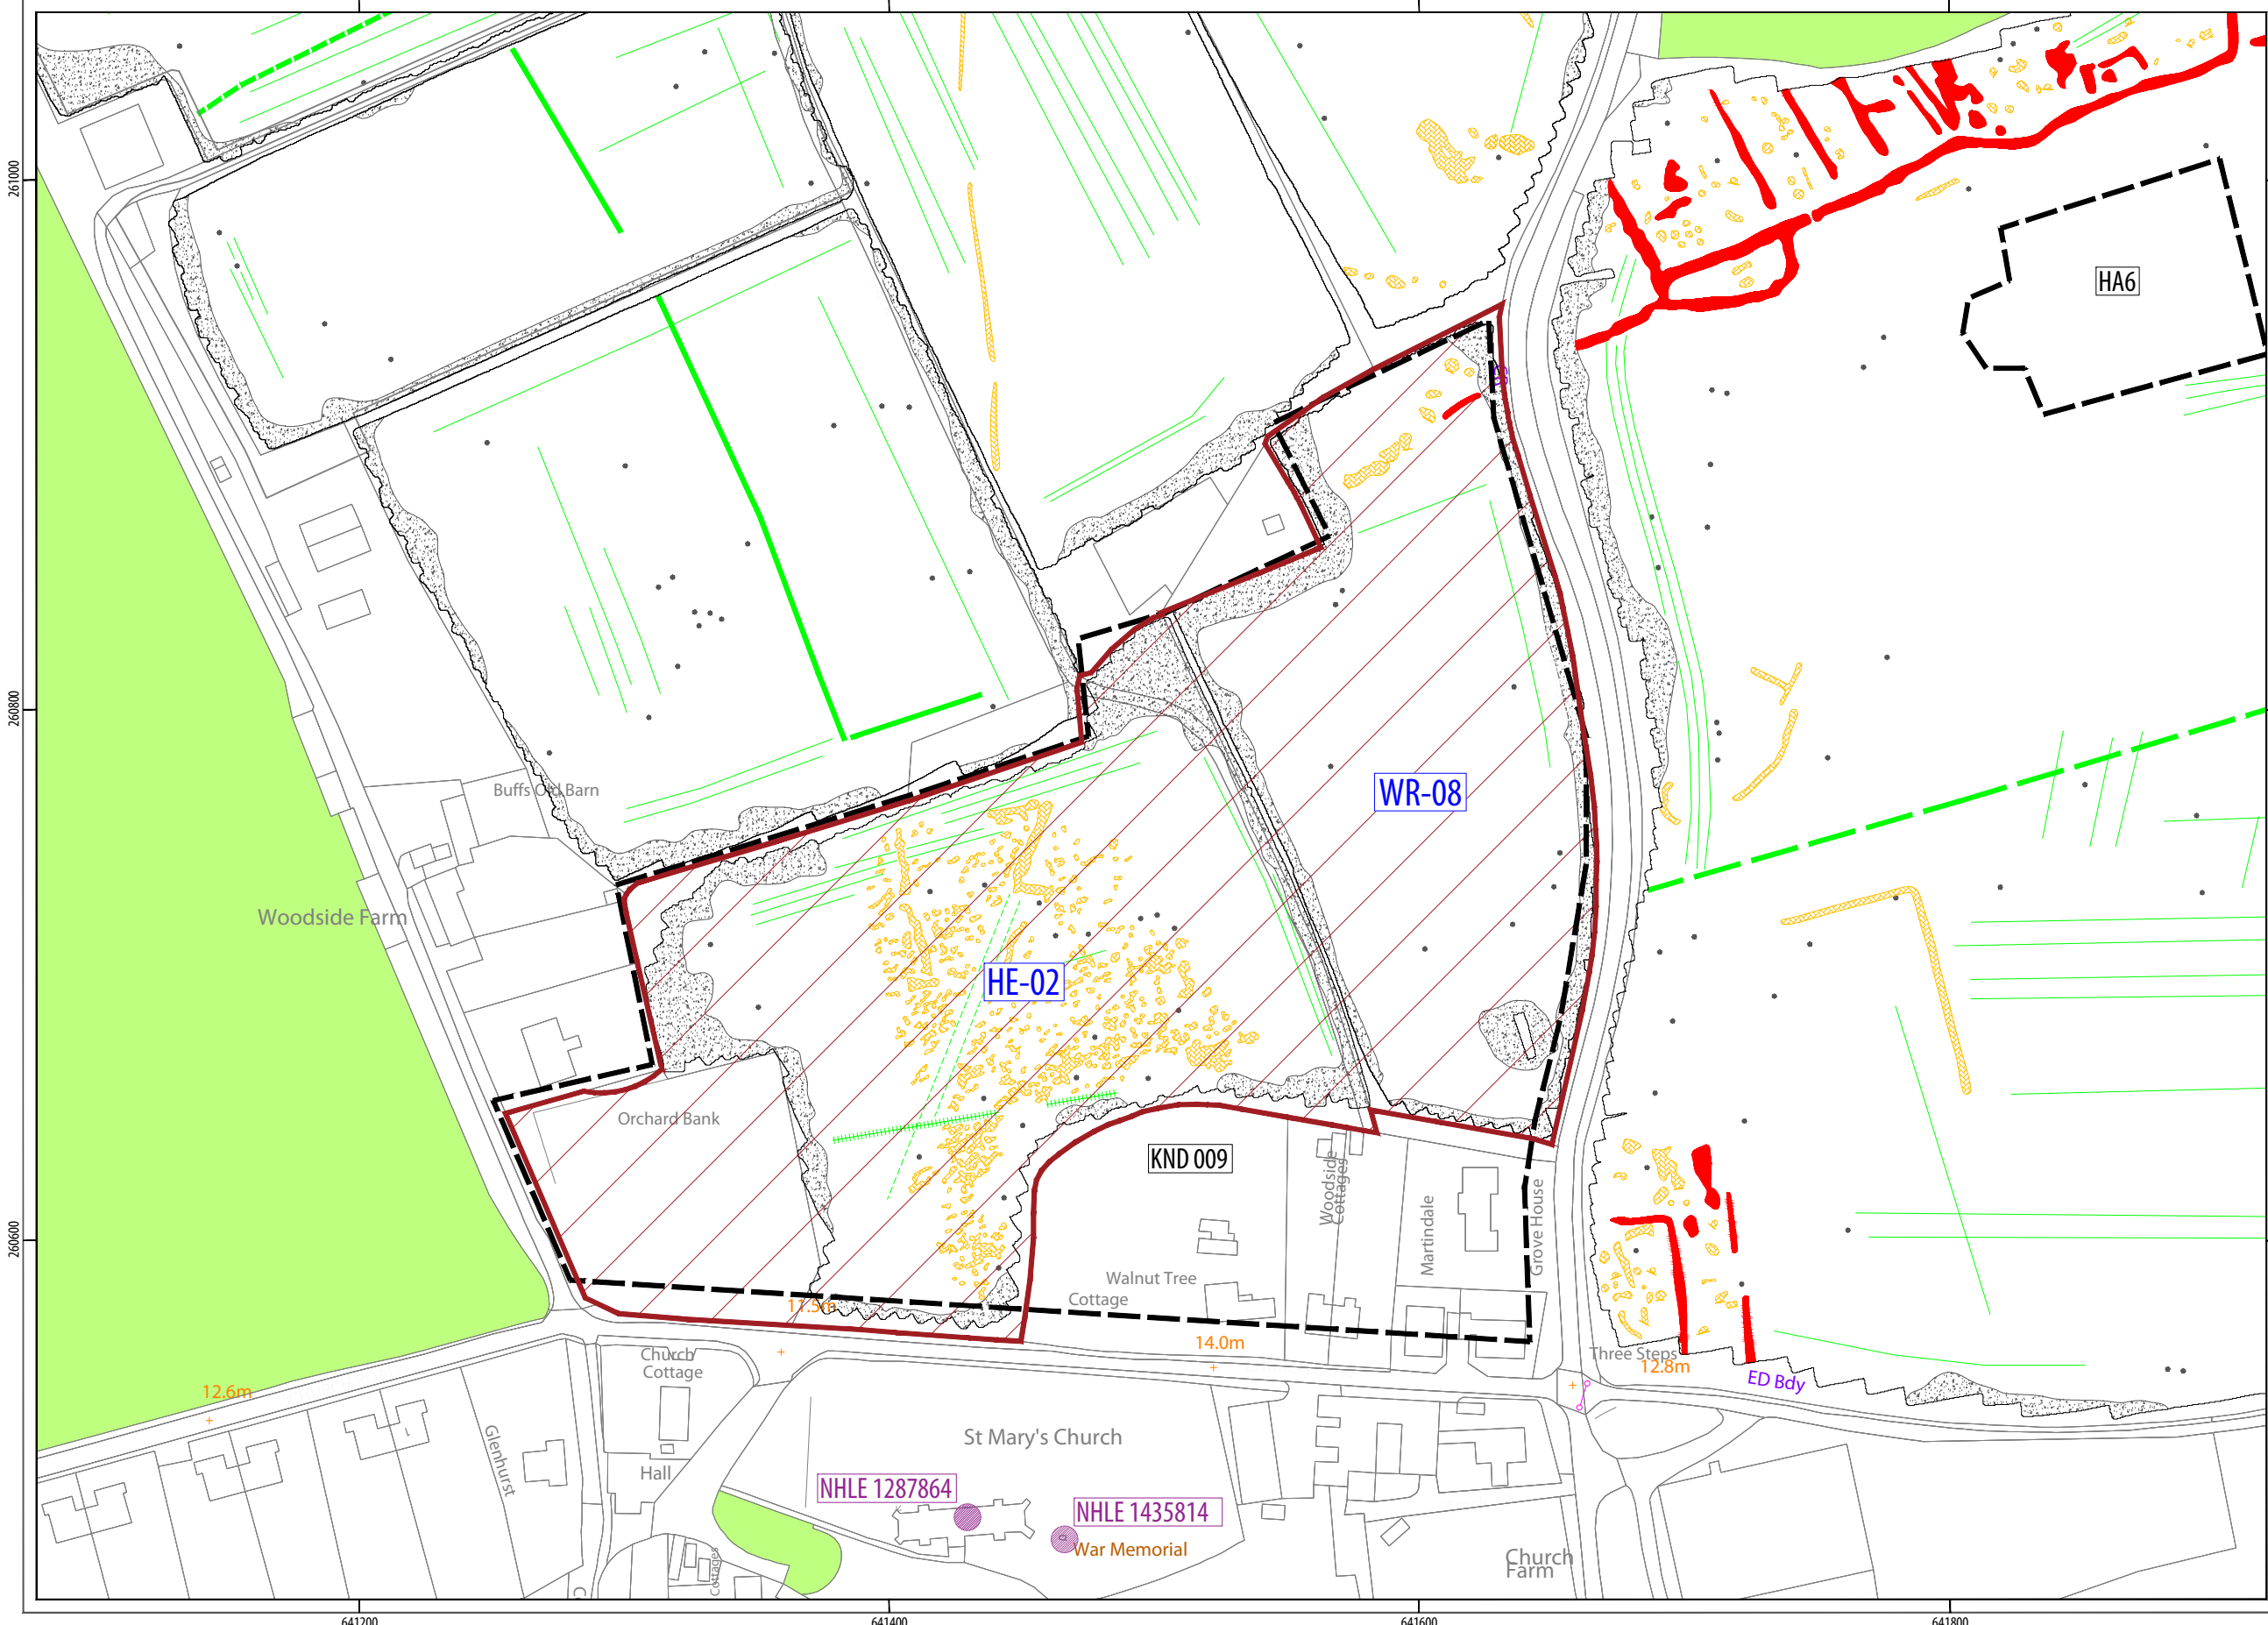 261000
HA6
260800
WR-08
Buffs Old Barn
Woodside Farm
HE-02
Orchard Bank
KND 009
Woodside
Cottages
Martindale
Grove House
260600
Walnut Tree
Cottage
11.5m
14.0m
Church
Cottage
Three Steps
12.8m
ED Bdy
12.6m
Glenhurst
St Mary's Church
Hall
NHLE 1287864
NHLE 1435814
War Memorial
Church
Farm
Cottages
641200
641400
641600
641800